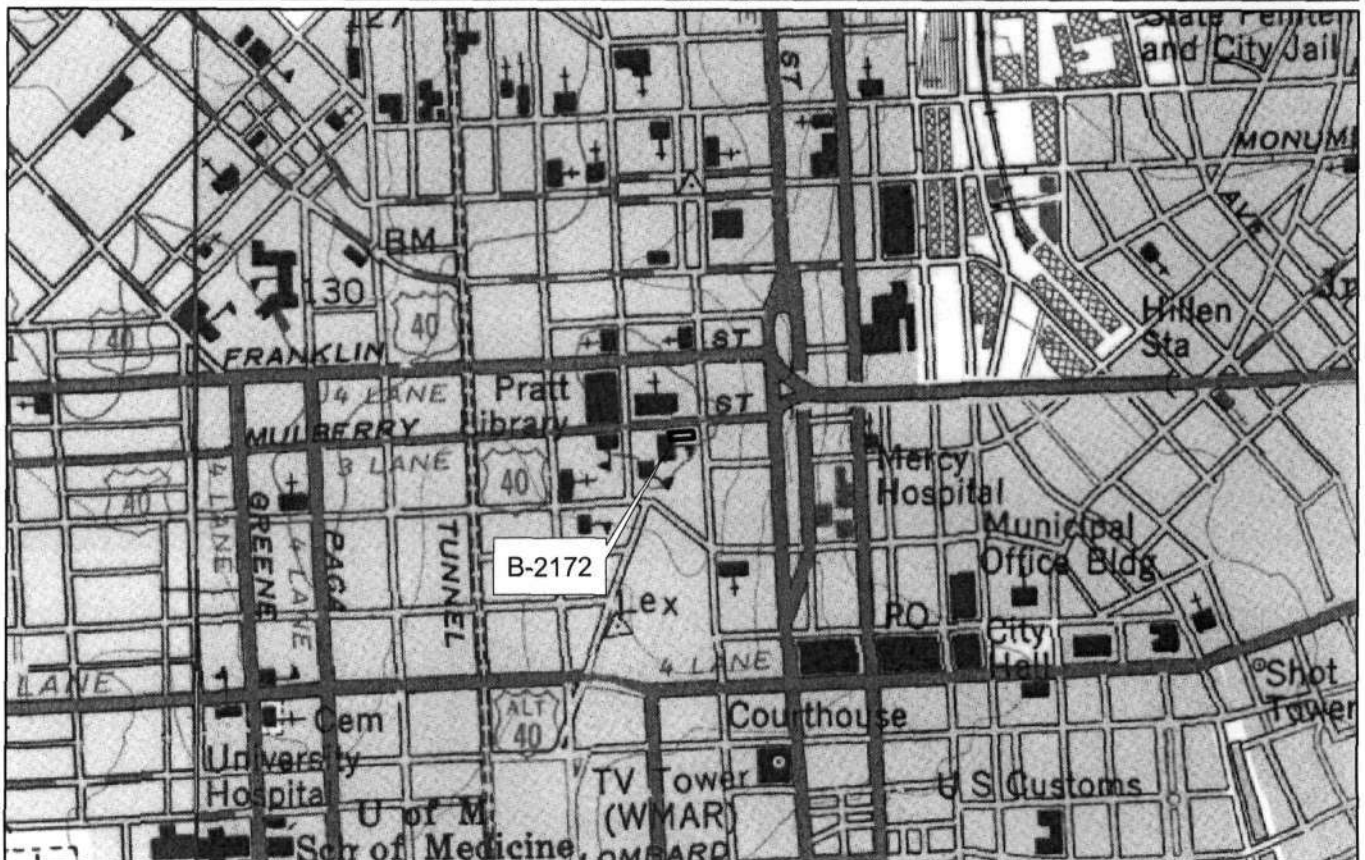 127
State Peniten
and City Jail
ST
MONUM
AVE
BM
130
40
40
Hillen
Sta
FRANKLIN
ST
4 LANE
Pratt
ibrary
ST
MULBERRY
3 LANE
40
40
4 LANE
Mercy
Hospital
GREENE
4 LANE
PACA
TUNNEL
Municipal
Office Bldg
B-2172
Lex
PO
City
Hall
4 LANE
LANE
Shot
Tower
ALT
40
Cem
Courthouse
University
Hospital
TV Tower
(WMAR)
U S Customs
U of M
Sch of Medicine
LOMBARD